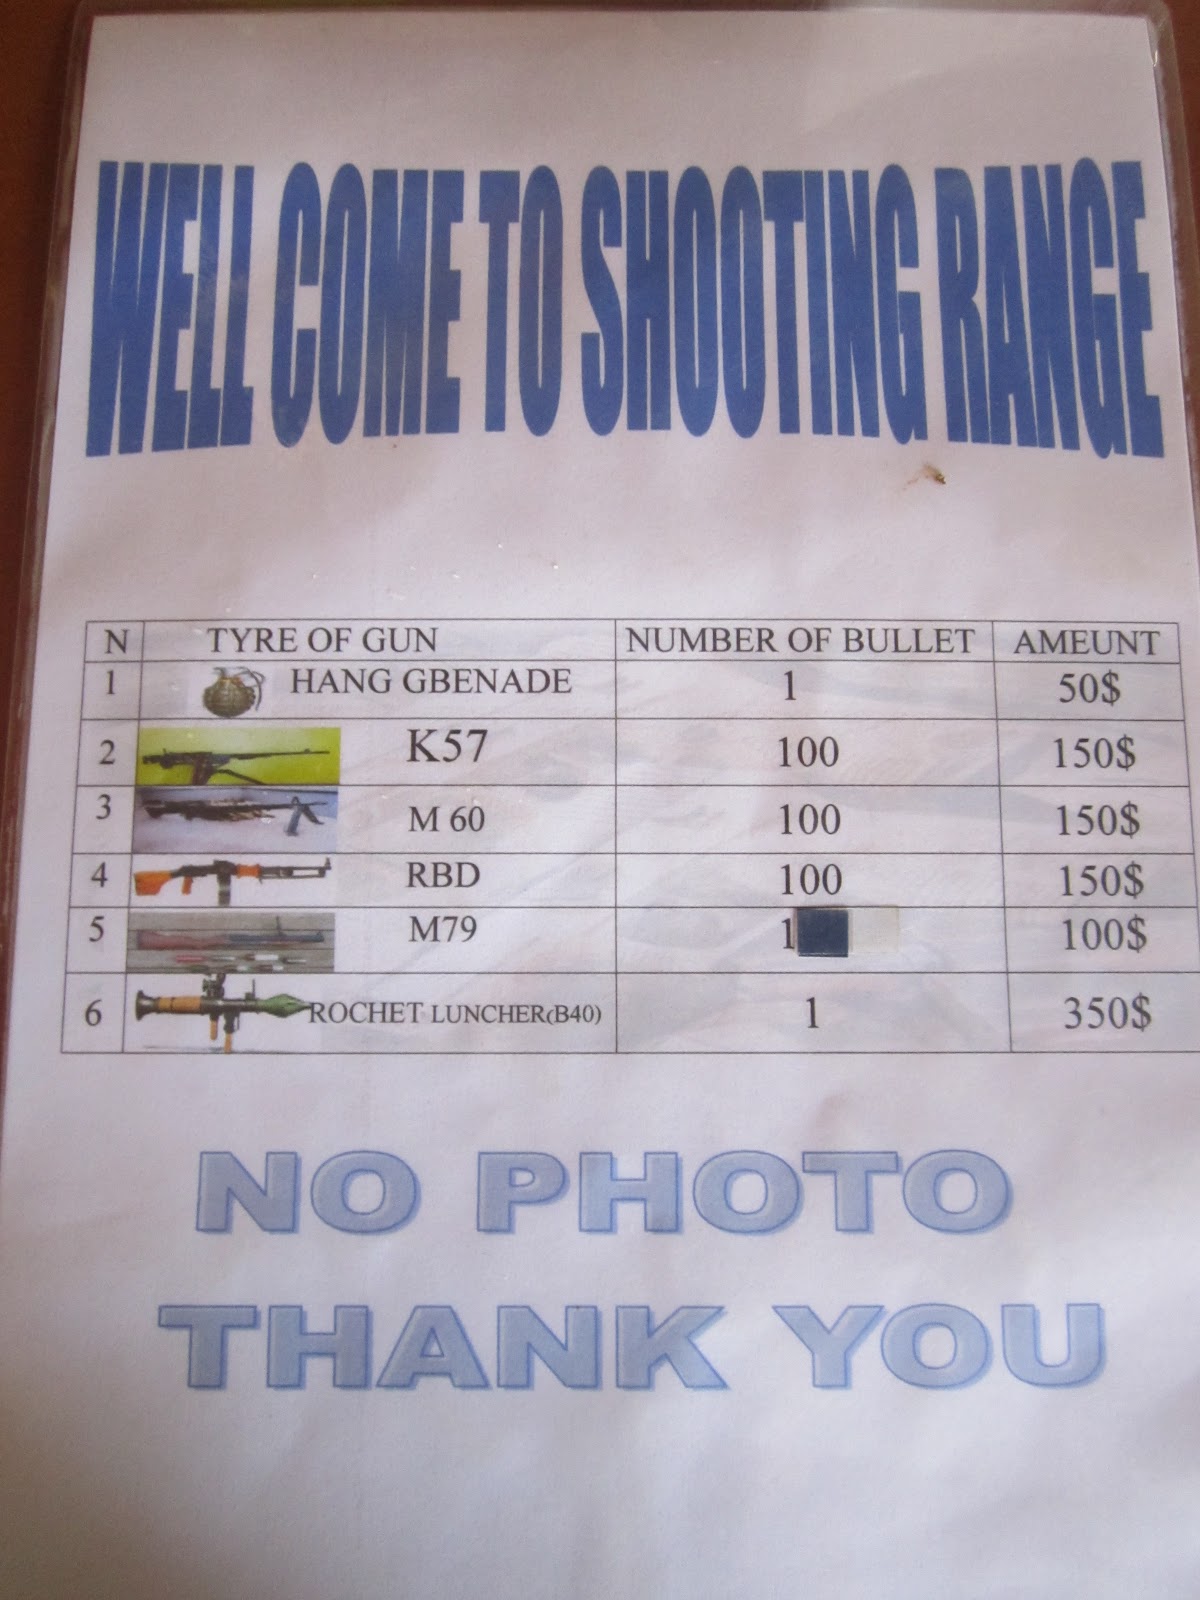 WELL COME TO SHOOTING RANGE
N TYRE OF GUN NUMBER OF BULLET AMEUNT
1 HANG GBENADE 1 50$
2 K57 100 150$
3 M 60 100 150$
4 RBD 100 150$
5 M79 1 100$
6 ROCHET LUNCHER(B40) 1 350$
NO PHOTO
THANK YOU